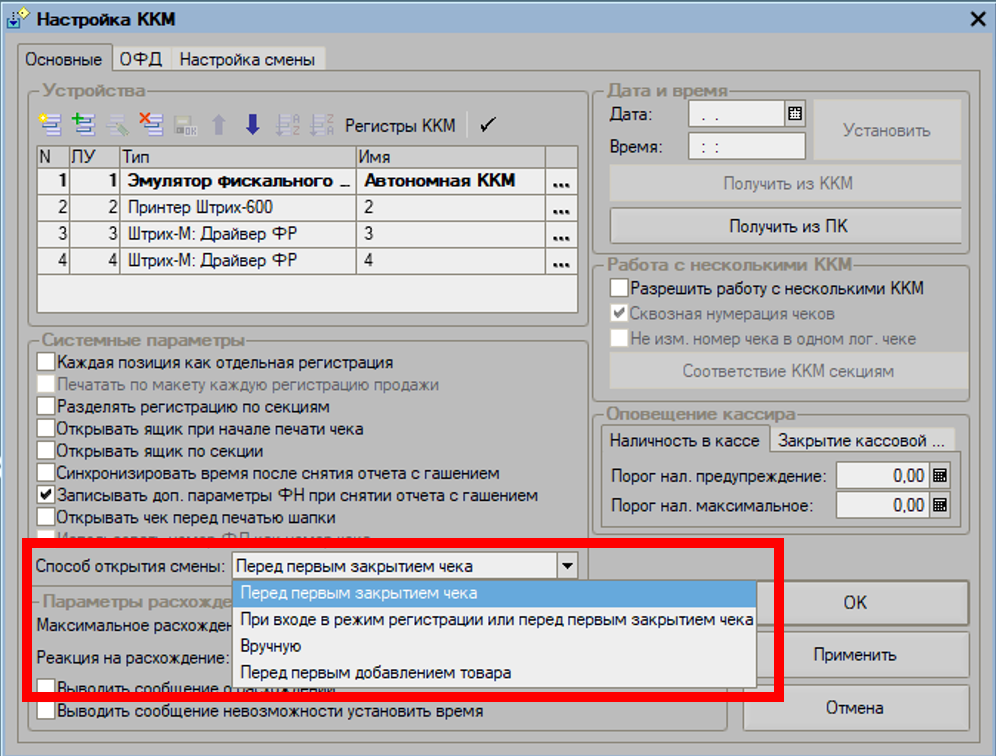 Настройка ККМ
Основные ОФД Настройка смены
Устройства
Регистры ККМ
N ЛУ Тип Имя
1 1 Эмулятор фискального ... Автономная ККМ ...
2 2 Принтер Штрих-600 2 ...
3 3 Штрих-М: Драйвер ФР 3 ...
4 4 Штрих-М: Драйвер ФР 4 ...
Системные параметры
Каждая позиция как отдельная регистрация
Печатать по макету каждую регистрацию продажи
Разделять регистрацию по секциям
Открывать ящик при начале печати чека
Открывать ящик по секции
Синхронизировать время после снятия отчета с гашением
Записывать доп. параметры ФН при снятии отчета с гашением
Открывать чек перед печатью шапки
Способ открытия смены: Перед первым закрытием чека
Перед первым закрытием чека
При входе в режим регистрации или перед первым закрытием чека
Вручную
Перед первым добавлением товара
Параметры расхожде
Максимальное расхожден
Реакция на расхождение:
Выводить сообщение о расхождении
Выводить сообщение невозможности установить время
Дата и время
Дата: . .
Время: : :
Установить
Получить из ККМ
Получить из ПК
Работа с несколькими ККМ
Разрешить работу с несколькими ККМ
Сквозная нумерация чеков
Не изм. номер чека в одном лог. чеке
Соответствие ККМ секциям
Оповещение кассира
Наличность в кассе Закрытие кассовой ...
Порог нал. предупреждение: 0,00
Порог нал. максимальное: 0,00
OK
Применить
Отмена